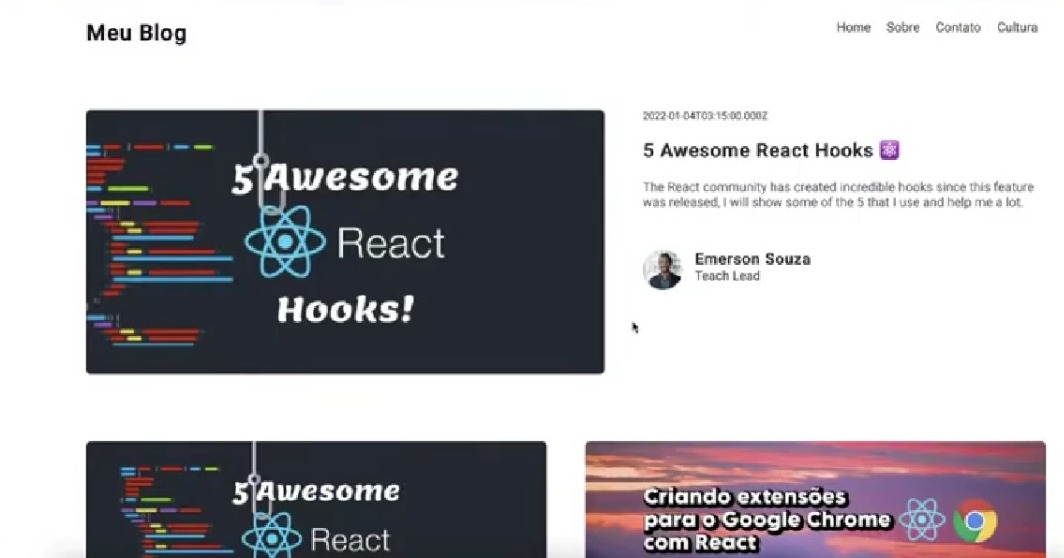 Meu Blog
Home Sobre Contato Cultura
5 Awesome
React
Hooks!
2022-01-04T03:15:00.000Z
5 Awesome React Hooks
The React community has created incredible hooks since this feature
was released, I will show some of the 5 that I use and help me a lot.
Emerson Souza
Teach Lead
5 Awesome
React
Criando extensões
para o Google Chrome
com React